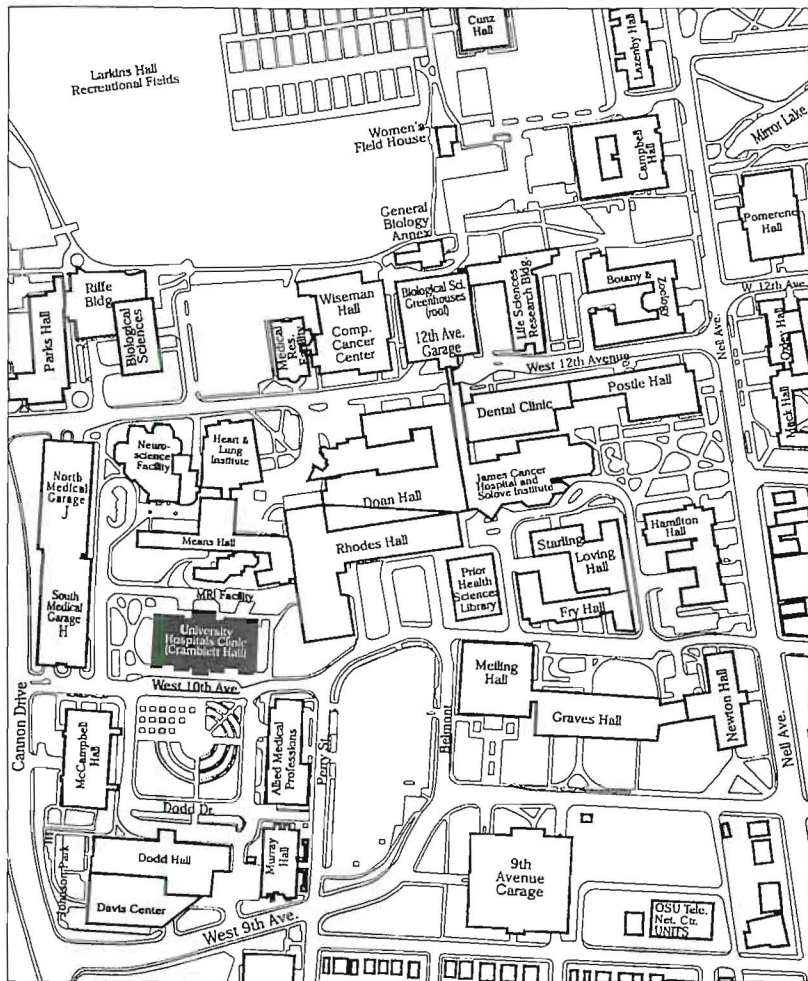 Cunz
Hall
Lazenby Hall
Larkins Hall
Recreational Fields
Mirror Lake
Women's
Field House
Campbell
Hall
General
Biology
Annex
Pomerene
Hall
Riffe
Bldg.
Biological
Sciences
Parks Hall
Wiseman
Hall
Comp.
Cancer
Center
Medical
Res.
Facility
Biological Sci.
Greenhouses
(roof)
12th Ave.
Garage
Life Sciences
Research Bldg.
Botany &
Zoology
W. 12th Ave.
Neil Ave.
Oxley Hall
Mack Hall
West 12th Avenue
Postle Hall
Dental Clinic
Neuro-
science
Facility
Heart &
Lung
Institute
North
Medical
Garage
J
Doan Hall
James Cancer
Hospital and
Solove Institute
Means Hall
Rhodes Hall
Starling
Loving
Hall
Hamilton
Hall
Prior
Health
Sciences
Library
Fry Hall
South
Medical
Garage
H
MRI Facility
University
Hospitals Clinic
(Cramblett Hall)
West 10th Ave.
Meiling
Hall
Graves Hall
Newton Hall
Neil Ave.
Cannon Drive
McCampbell
Hall
Allied Medical
Professions
Perry St.
Belmont
Dodd Dr.
Dodd Hall
Murray
Hall
Davis Center
West 9th Ave.
9th
Avenue
Garage
OSU Tele.
Net. Ctr.
UNITS